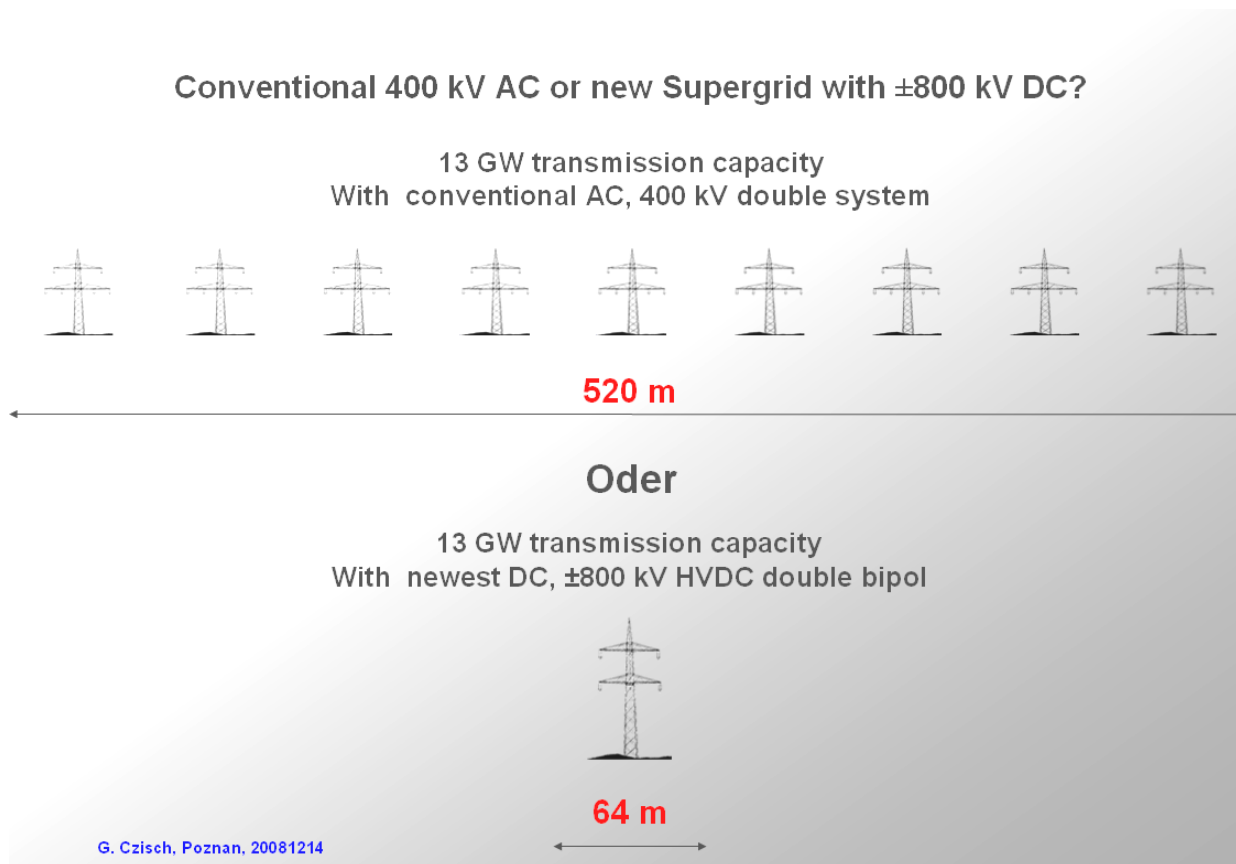 Conventional 400 kV AC or new Supergrid with ±800 kV DC?
13 GW transmission capacity
With conventional AC, 400 kV double system
520 m
Oder
13 GW transmission capacity
With newest DC, ±800 kV HVDC double bipol
64 m
G. Czisch, Poznan, 20081214